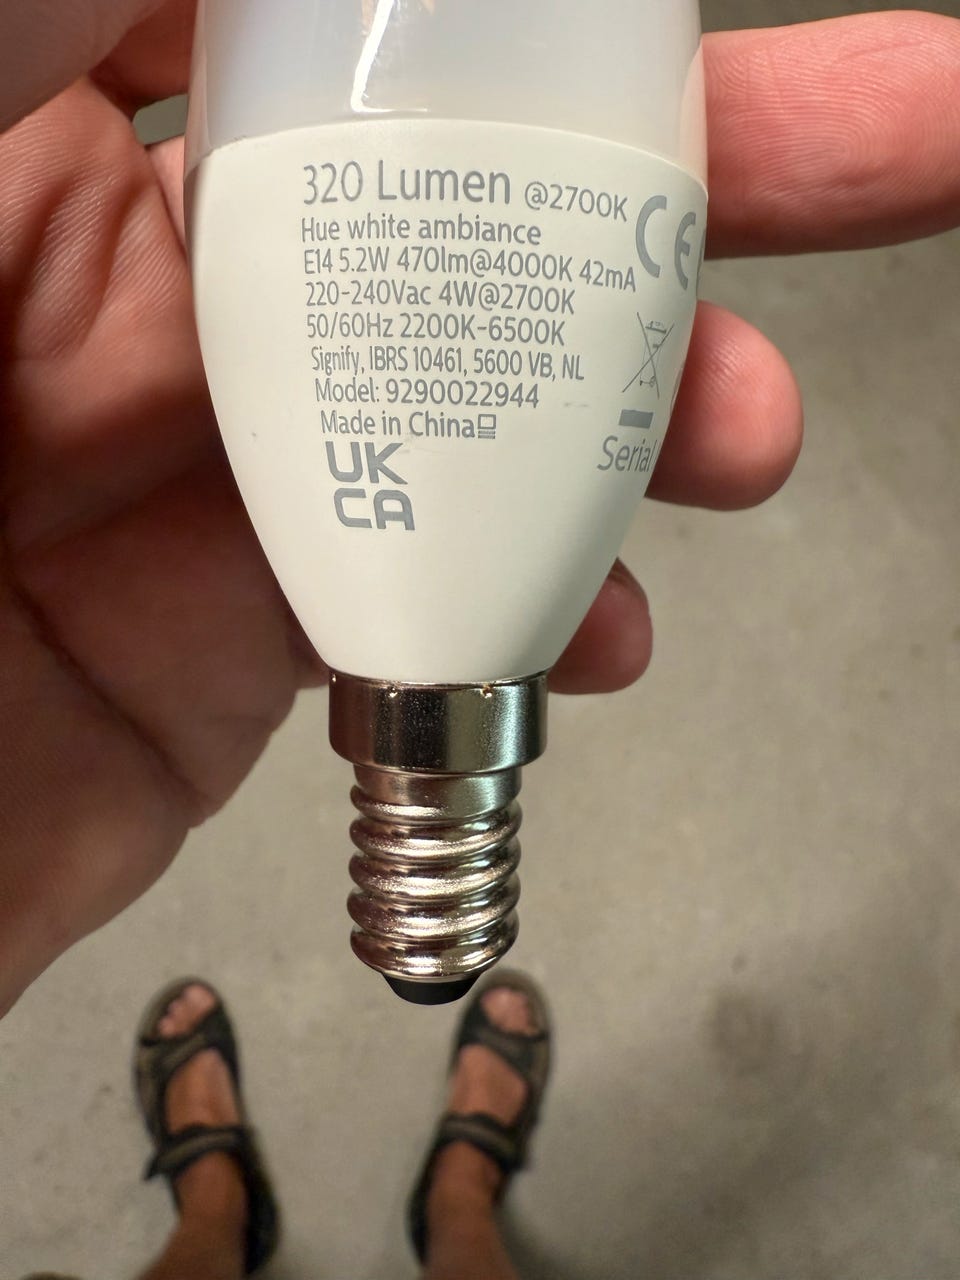 320 Lumen @2700K
Hue white ambiance
E14 5.2W 470lm@4000K 42mA
220-240Vac 4W@2700K
50/60Hz 2200K-6500K
Signify, IBRS 10461, 5600 VB, NL
Model: 9290022944
Made in China
UK
CA
CE
Serial